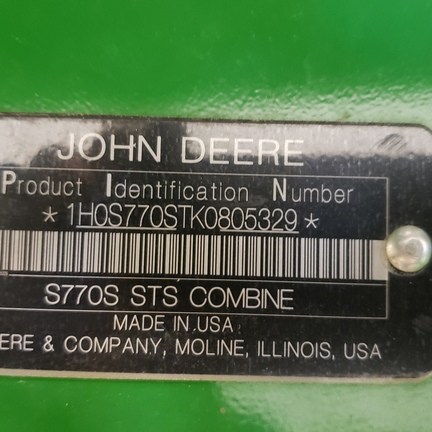 JOHN DEERE
Product Identification Number
*1H0S770STK0805329*
S770S STS COMBINE
MADE IN USA
ERE & COMPANY, MOLINE, ILLINOIS, USA